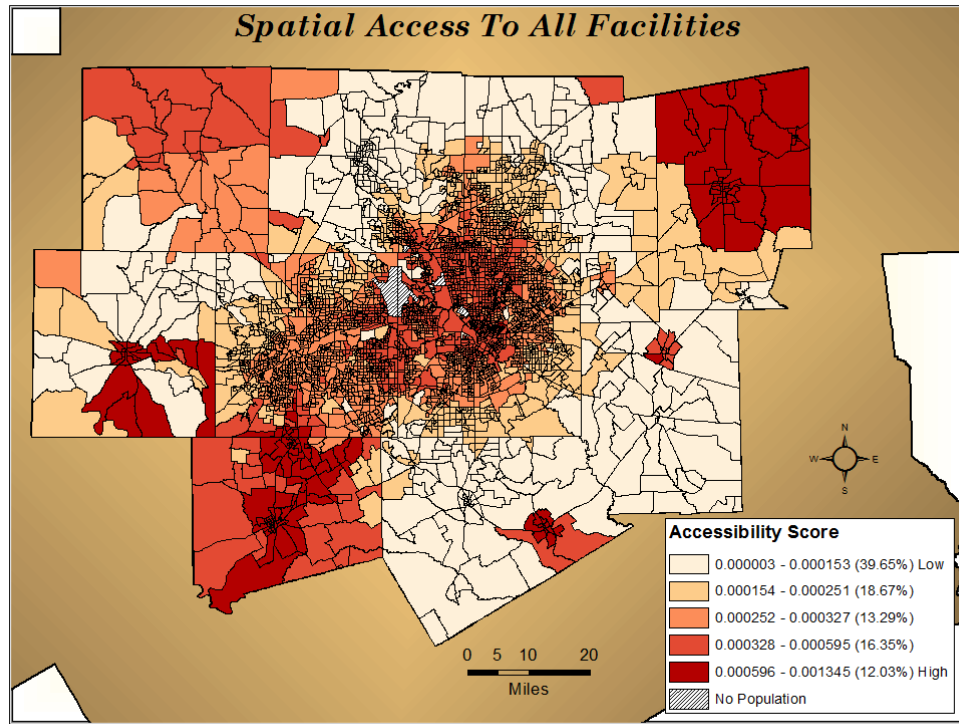 Spatial Access To All Facilities
N
W E
S
Accessibility Score
0.000003 - 0.000153 (39.65%) Low
0.000154 - 0.000251 (18.67%)
0.000252 - 0.000327 (13.29%)
0.000328 - 0.000595 (16.35%)
0.000596 - 0.001345 (12.03%) High
No Population
0 5 10 20
Miles